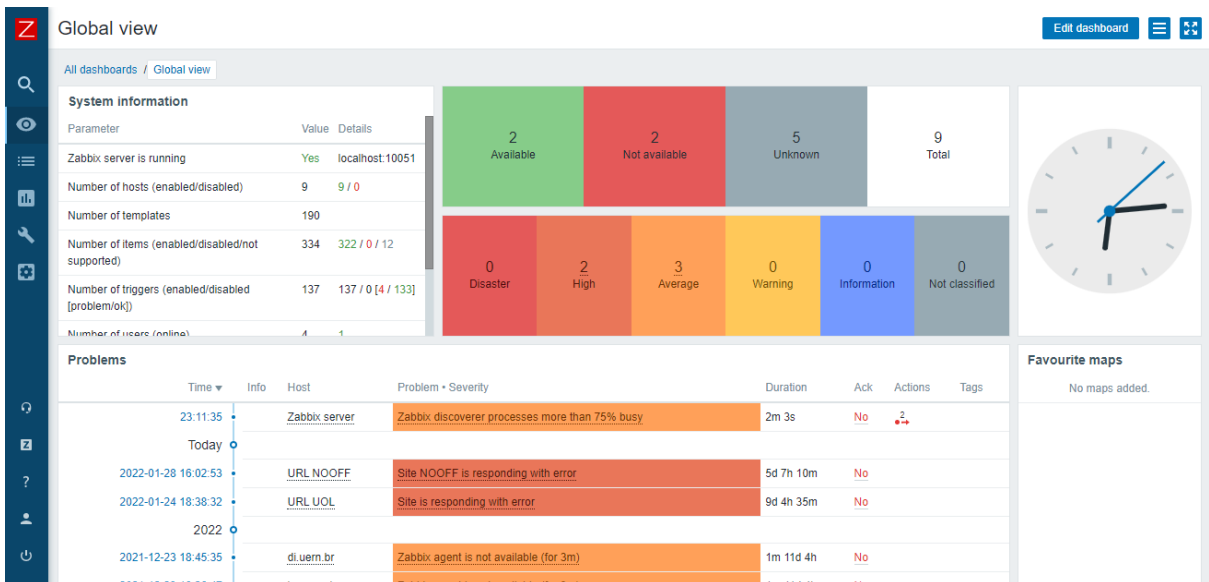 Z
Global view
Edit dashboard
All dashboards / Global view
System information
Parameter Value Details
Zabbix server is running Yes localhost:10051
Number of hosts (enabled/disabled) 9 9 / 0
Number of templates 190
Number of items (enabled/disabled/not supported) 334 322 / 0 / 12
Number of triggers (enabled/disabled [problem/ok]) 137 137 / 0 [4 / 133]
Number of users (online) 4 1
2 Available
2 Not available
5 Unknown
9 Total
0 Disaster
2 High
3 Average
0 Warning
0 Information
0 Not classified
Problems
Time Info Host Problem • Severity Duration Ack Actions Tags
23:11:35 Zabbix server Zabbix discoverer processes more than 75% busy 2m 3s No 2
Today
2022-01-28 16:02:53 URL NOOFF Site NOOFF is responding with error 5d 7h 10m No
2022-01-24 18:38:32 URL UOL Site is responding with error 9d 4h 35m No
2022
2021-12-23 18:45:35 di.uern.br Zabbix agent is not available (for 3m) 1m 11d 4h No
Favourite maps
No maps added.
Z
?